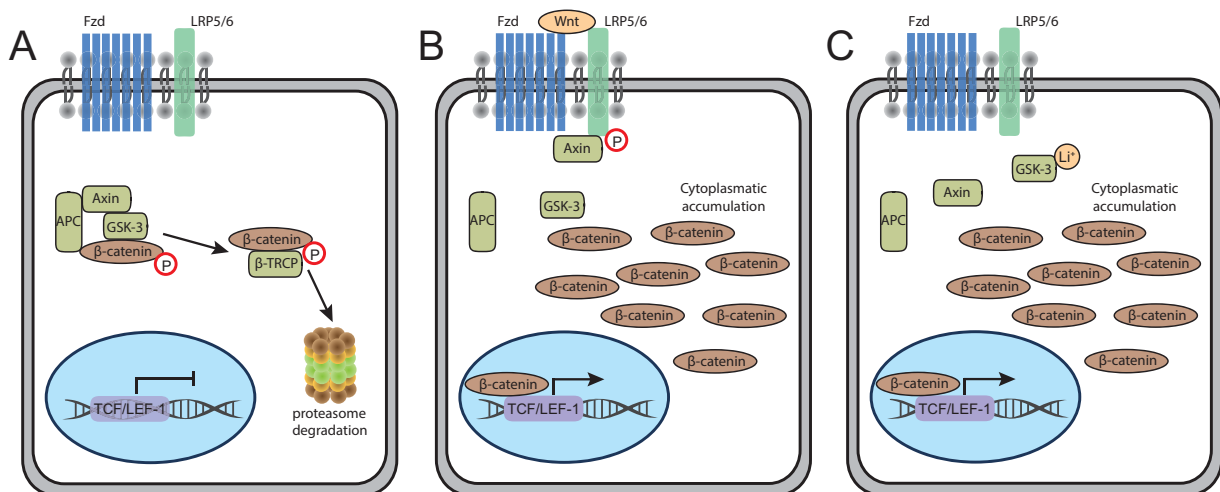 A
Fzd
LRP5/6
Axin
APC
GSK-3
β-catenin
P
β-catenin
P
β-TRCP
proteasome
degradation
TCF/LEF-1
B
Fzd
Wnt
LRP5/6
P
Axin
APC
GSK-3
Cytoplasmatic
accumulation
β-catenin
β-catenin
β-catenin
β-catenin
β-catenin
β-catenin
β-catenin
β-catenin
β-catenin
TCF/LEF-1
C
Fzd
LRP5/6
Li⁺
GSK-3
Axin
APC
Cytoplasmatic
accumulation
β-catenin
β-catenin
β-catenin
β-catenin
β-catenin
β-catenin
β-catenin
β-catenin
β-catenin
TCF/LEF-1